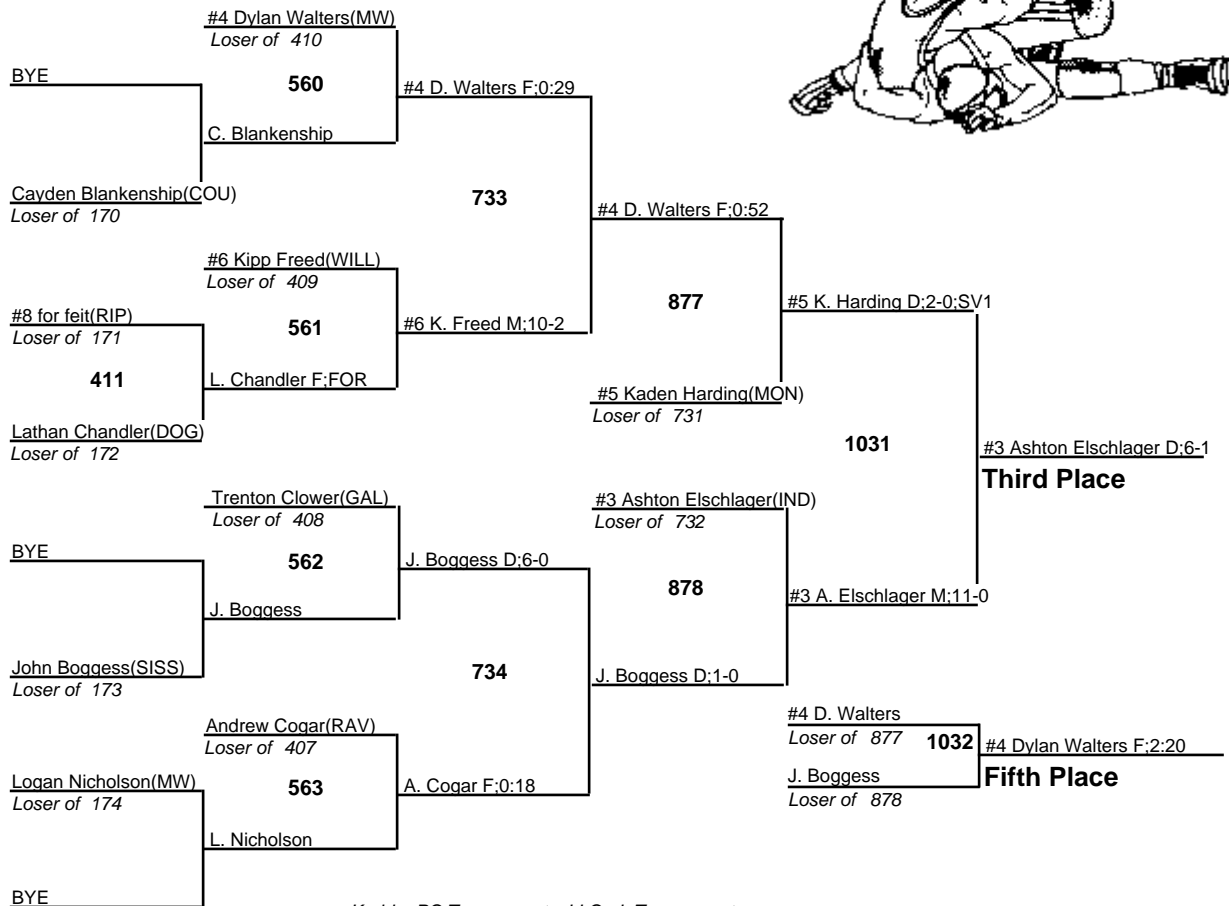 #4 Dylan Walters(MW)
Loser of 410
BYE
560
#4 D. Walters F;0:29
C. Blankenship
Cayden Blankenship(COU)
Loser of 170
733
#4 D. Walters F;0:52
#6 Kipp Freed(WILL)
Loser of 409
#8 for feit(RIP)
Loser of 171
561
#6 K. Freed M;10-2
877
#5 K. Harding D;2-0;SV1
411
L. Chandler F;FOR
#5 Kaden Harding(MON)
Loser of 731
Lathan Chandler(DOG)
Loser of 172
1031
#3 Ashton Elschlager D;6-1
Third Place
Trenton Clower(GAL)
Loser of 408
#3 Ashton Elschlager(IND)
Loser of 732
BYE
562
J. Boggess D;6-0
878
#3 A. Elschlager M;11-0
J. Boggess
John Boggess(SISS)
Loser of 173
734
J. Boggess D;1-0
Andrew Cogar(RAV)
Loser of 407
#4 D. Walters
Loser of 877
1032
#4 Dylan Walters F;2:20
Fifth Place
J. Boggess
Loser of 878
Logan Nicholson(MW)
Loser of 174
563
A. Cogar F;0:18
L. Nicholson
BYE